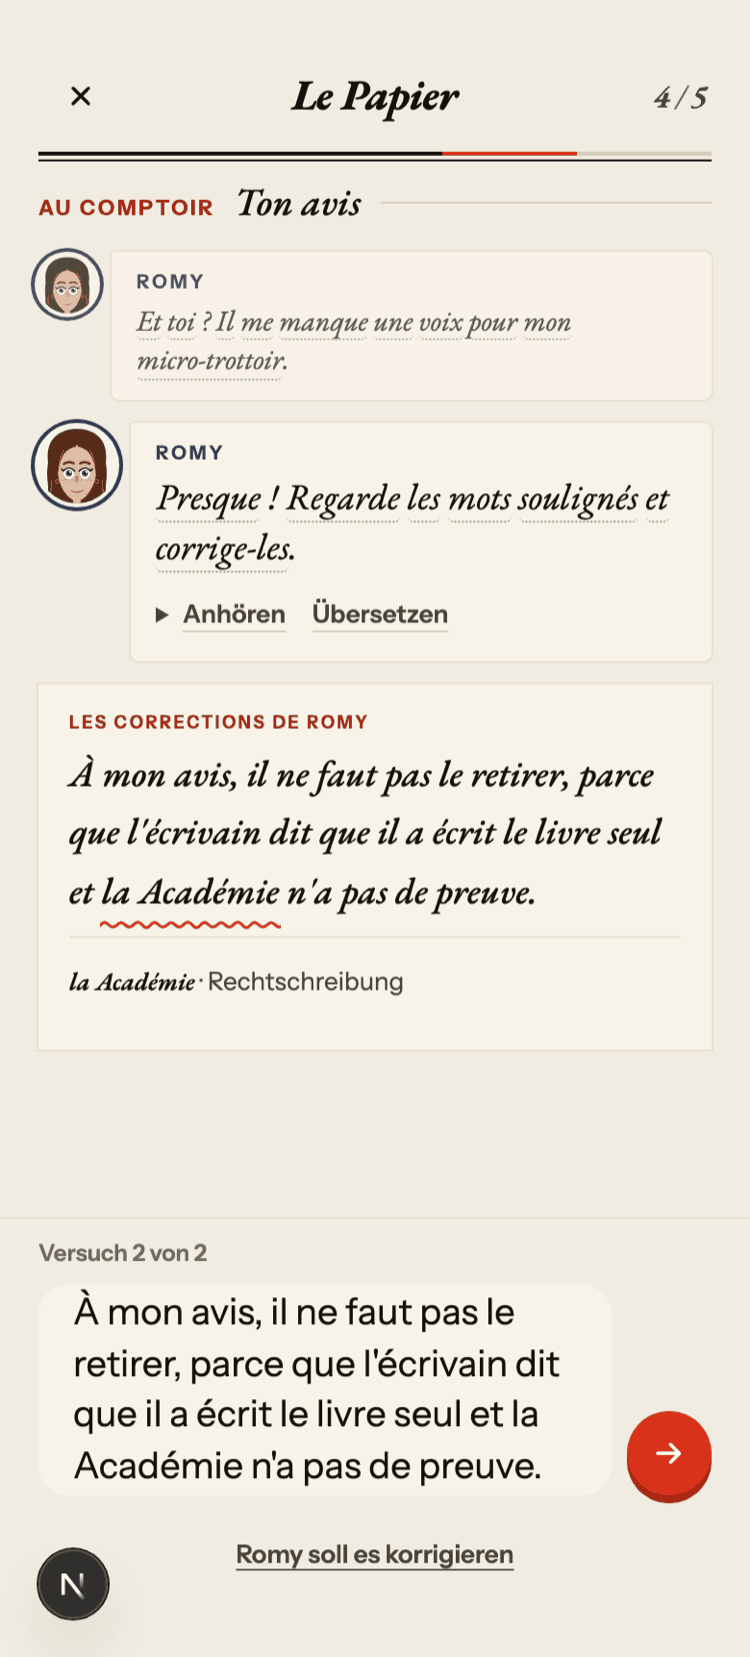 ×
Le Papier
4/5
AU COMPTOIR Ton avis
ROMY
Et toi ? Il me manque une voix pour mon
micro-trottoir.
ROMY
Presque ! Regarde les mots soulignés et
corrige-les.
▶ Anhören Übersetzen
LES CORRECTIONS DE ROMY
À mon avis, il ne faut pas le retirer, parce
que l'écrivain dit que il a écrit le livre seul
et la Académie n'a pas de preuve.
la Académie · Rechtschreibung
Versuch 2 von 2
À mon avis, il ne faut pas le
retirer, parce que l'écrivain dit
que il a écrit le livre seul et la
Académie n'a pas de preuve.
→
Romy soll es korrigieren
N